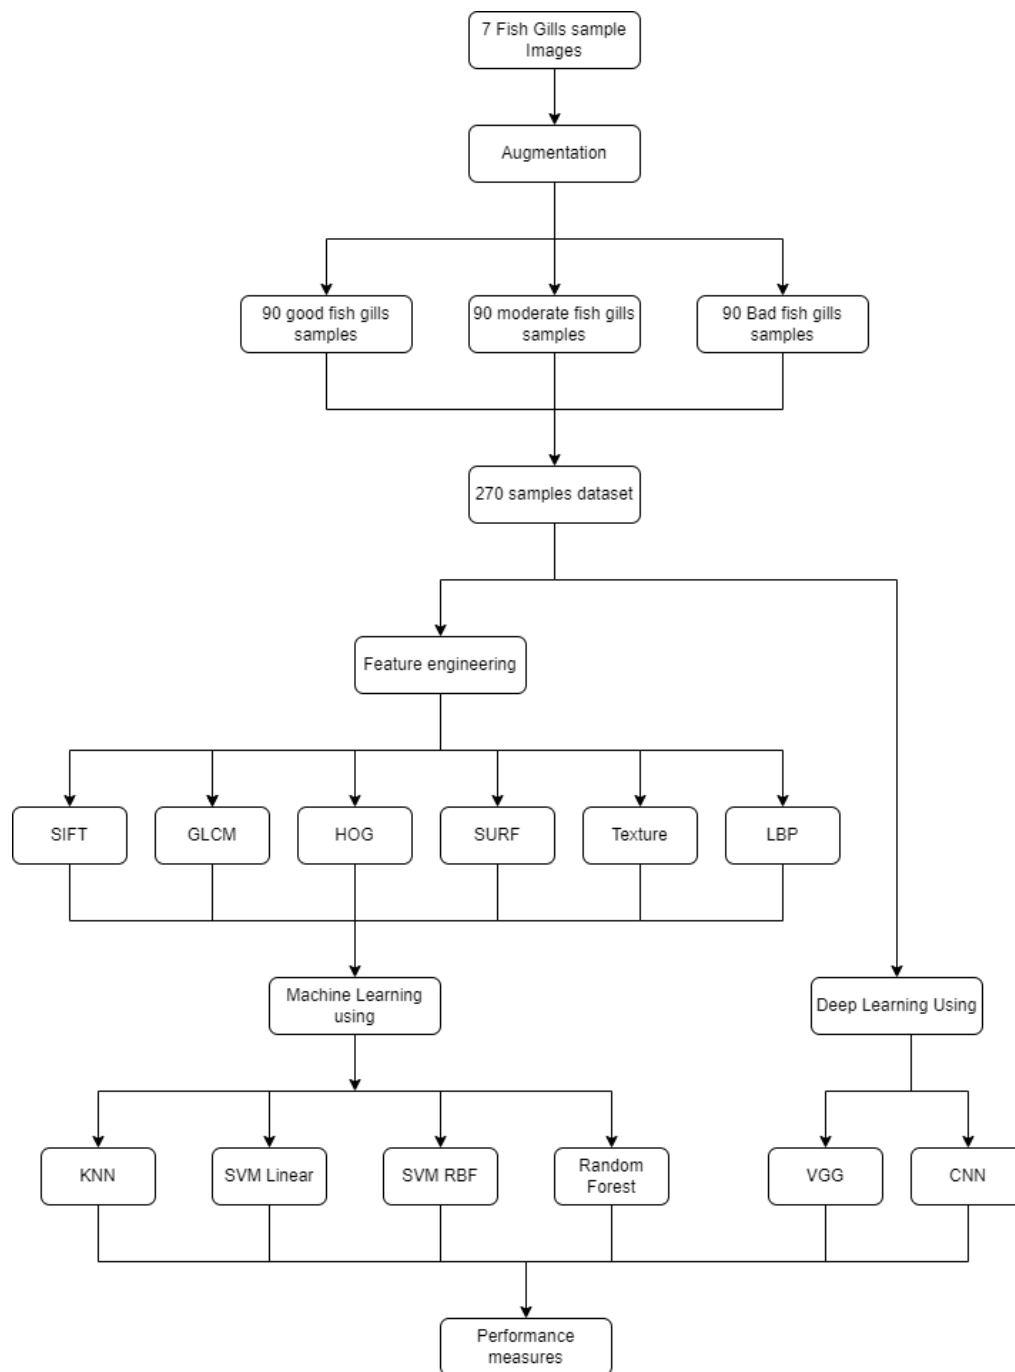 7 Fish Gills sample
Images
Augmentation
90 good fish gills
samples
90 moderate fish gills
samples
90 Bad fish gills
samples
270 samples dataset
Feature engineering
SIFT
GLCM
HOG
SURF
Texture
LBP
Machine Learning
using
Deep Learning Using
KNN
SVM Linear
SVM RBF
Random
Forest
VGG
CNN
Performance
measures